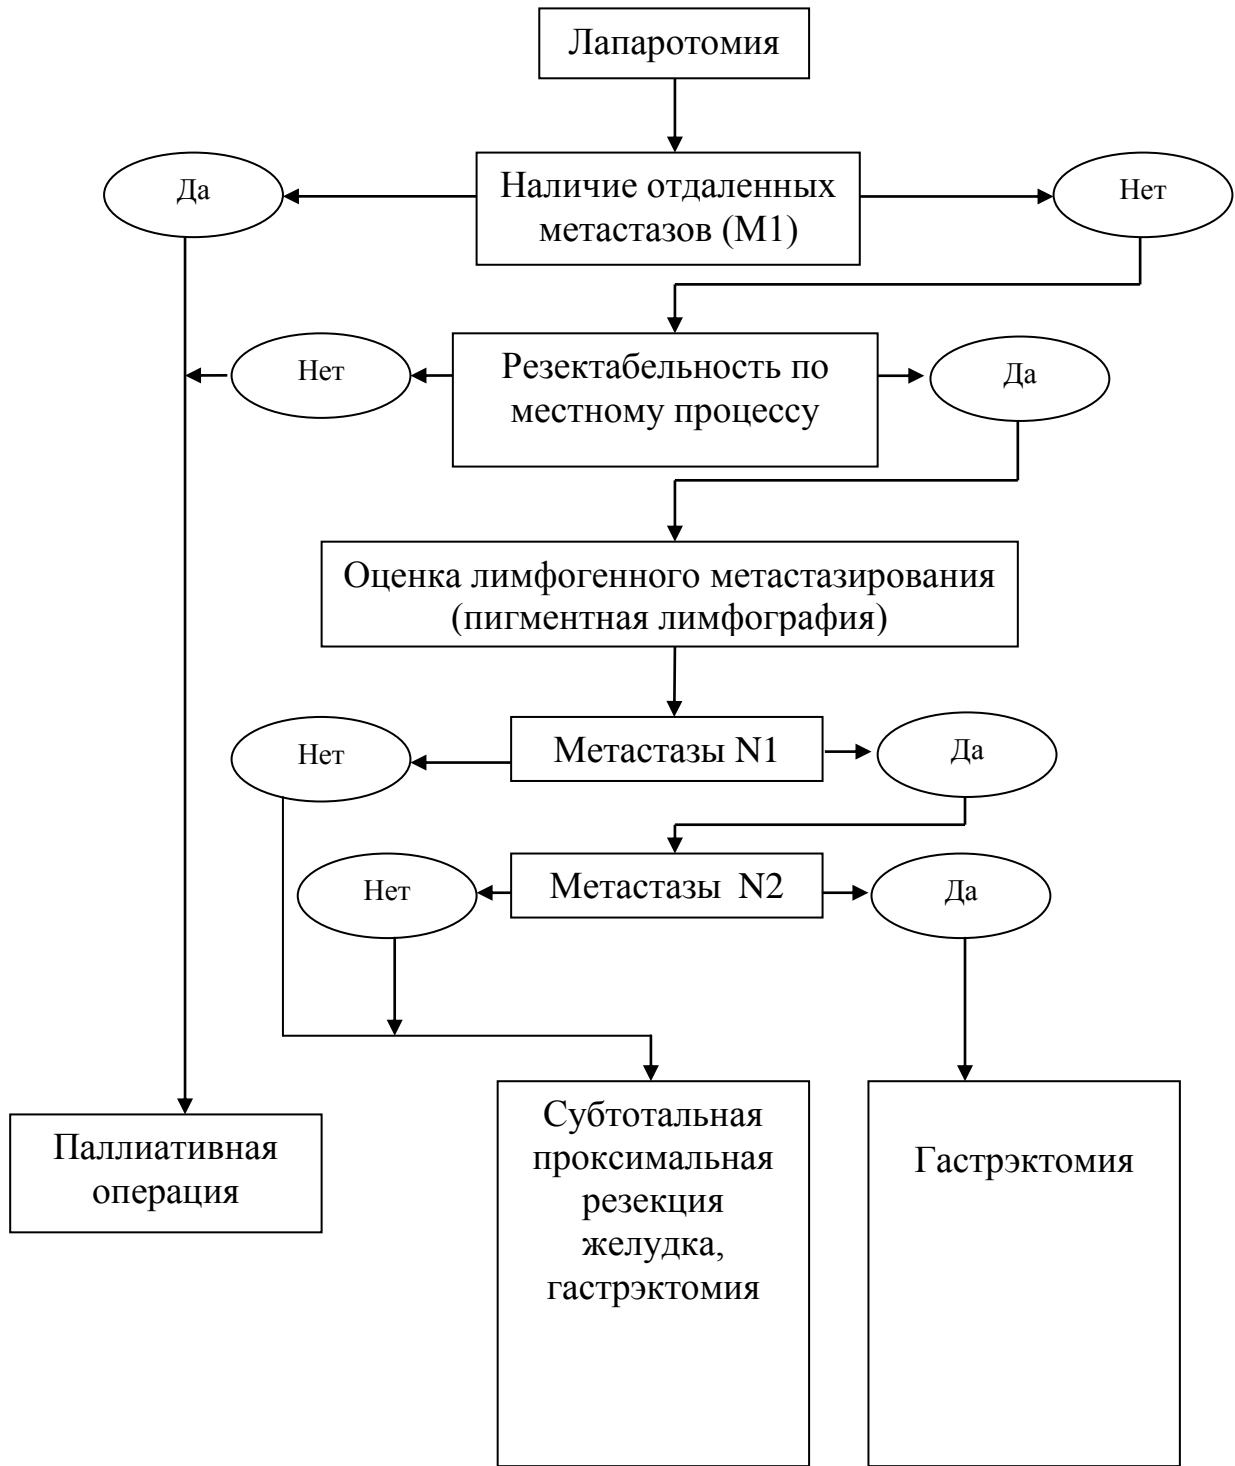 Лапаротомия
Да
Наличие отдаленных
метастазов (М1)
Нет
Нет
Резектабельность по
местному процессу
Да
Оценка лимфогенного метастазирования
(пигментная лимфография)
Нет
Метастазы N1
Да
Нет
Метастазы N2
Да
Паллиативная
операция
Субтотальная
проксимальная
резекция
желудка,
гастрэктомия
Гастрэктомия